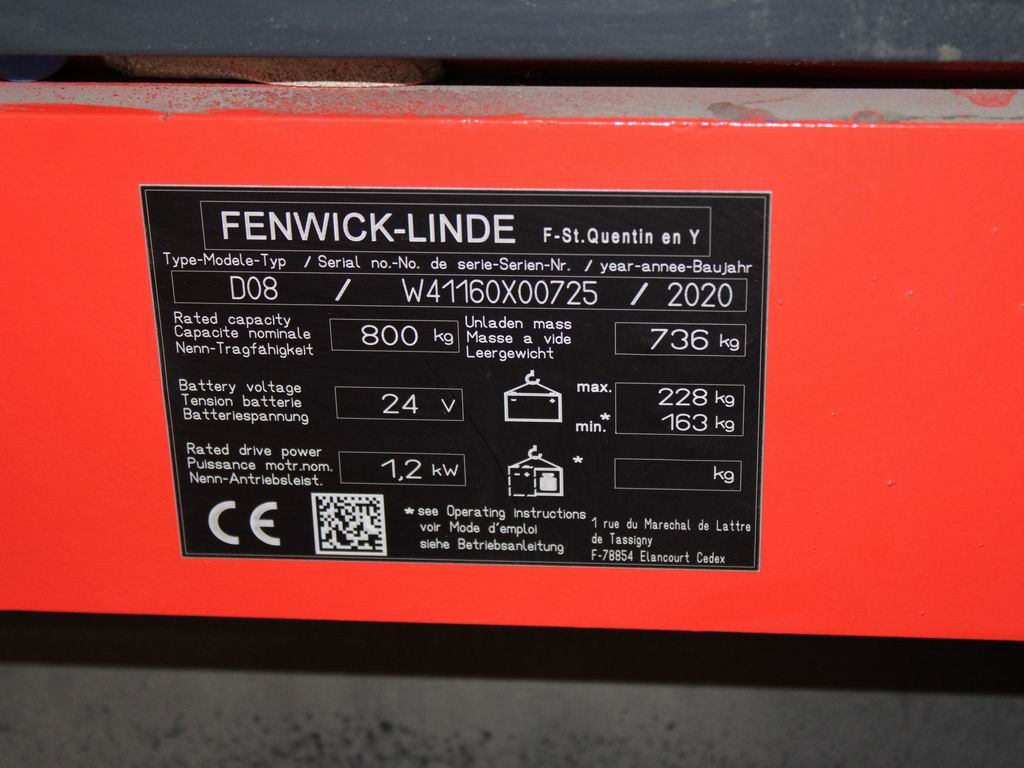 FENWICK-LINDE F-St.Quentin en Y
Type-Modele-Typ / Serial no.-No. de serie-Serien-Nr. / year-annee-Baujahr
D08 / W41160X00725 / 2020
Rated capacity
Capacite nominale
Nenn-Tragfähigkeit
800 kg
Unladen mass
Masse a vide
Leergewicht
736 kg
Battery voltage
Tension batterie
Batteriespannung
24 V
max. 228 kg
min.* 163 kg
Rated drive power
Puissance motr.nom.
Nenn-Antriebsleist.
1,2 kW
* kg
CE
* see Operating instructions
voir Mode d'emploi
siehe Betriebsanleitung
1 rue du Marechal de Lattre
de Tassigny
F-78854 Elancourt Cedex